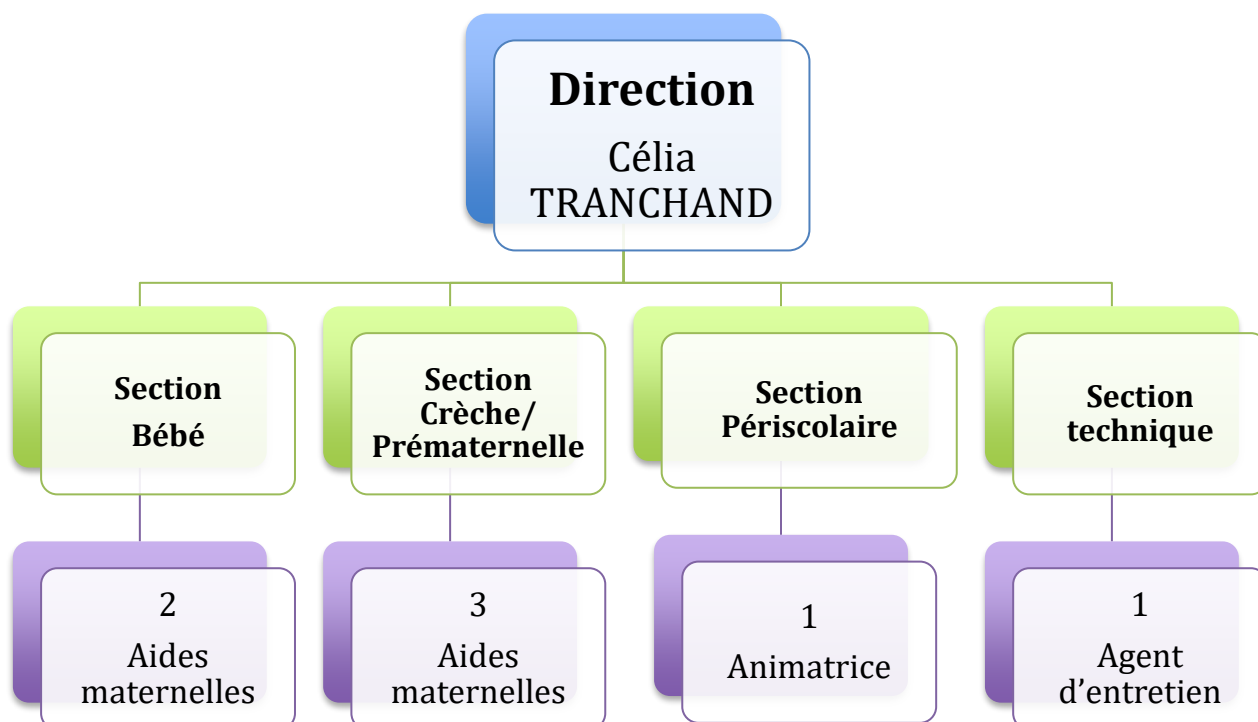 Direction
Célia
TRANCHAND
Section
Bébé
Section
Crèche/
Prématernelle
Section
Périscolaire
Section
technique
2
Aides
maternelles
3
Aides
maternelles
1
Animatrice
1
Agent
d’entretien